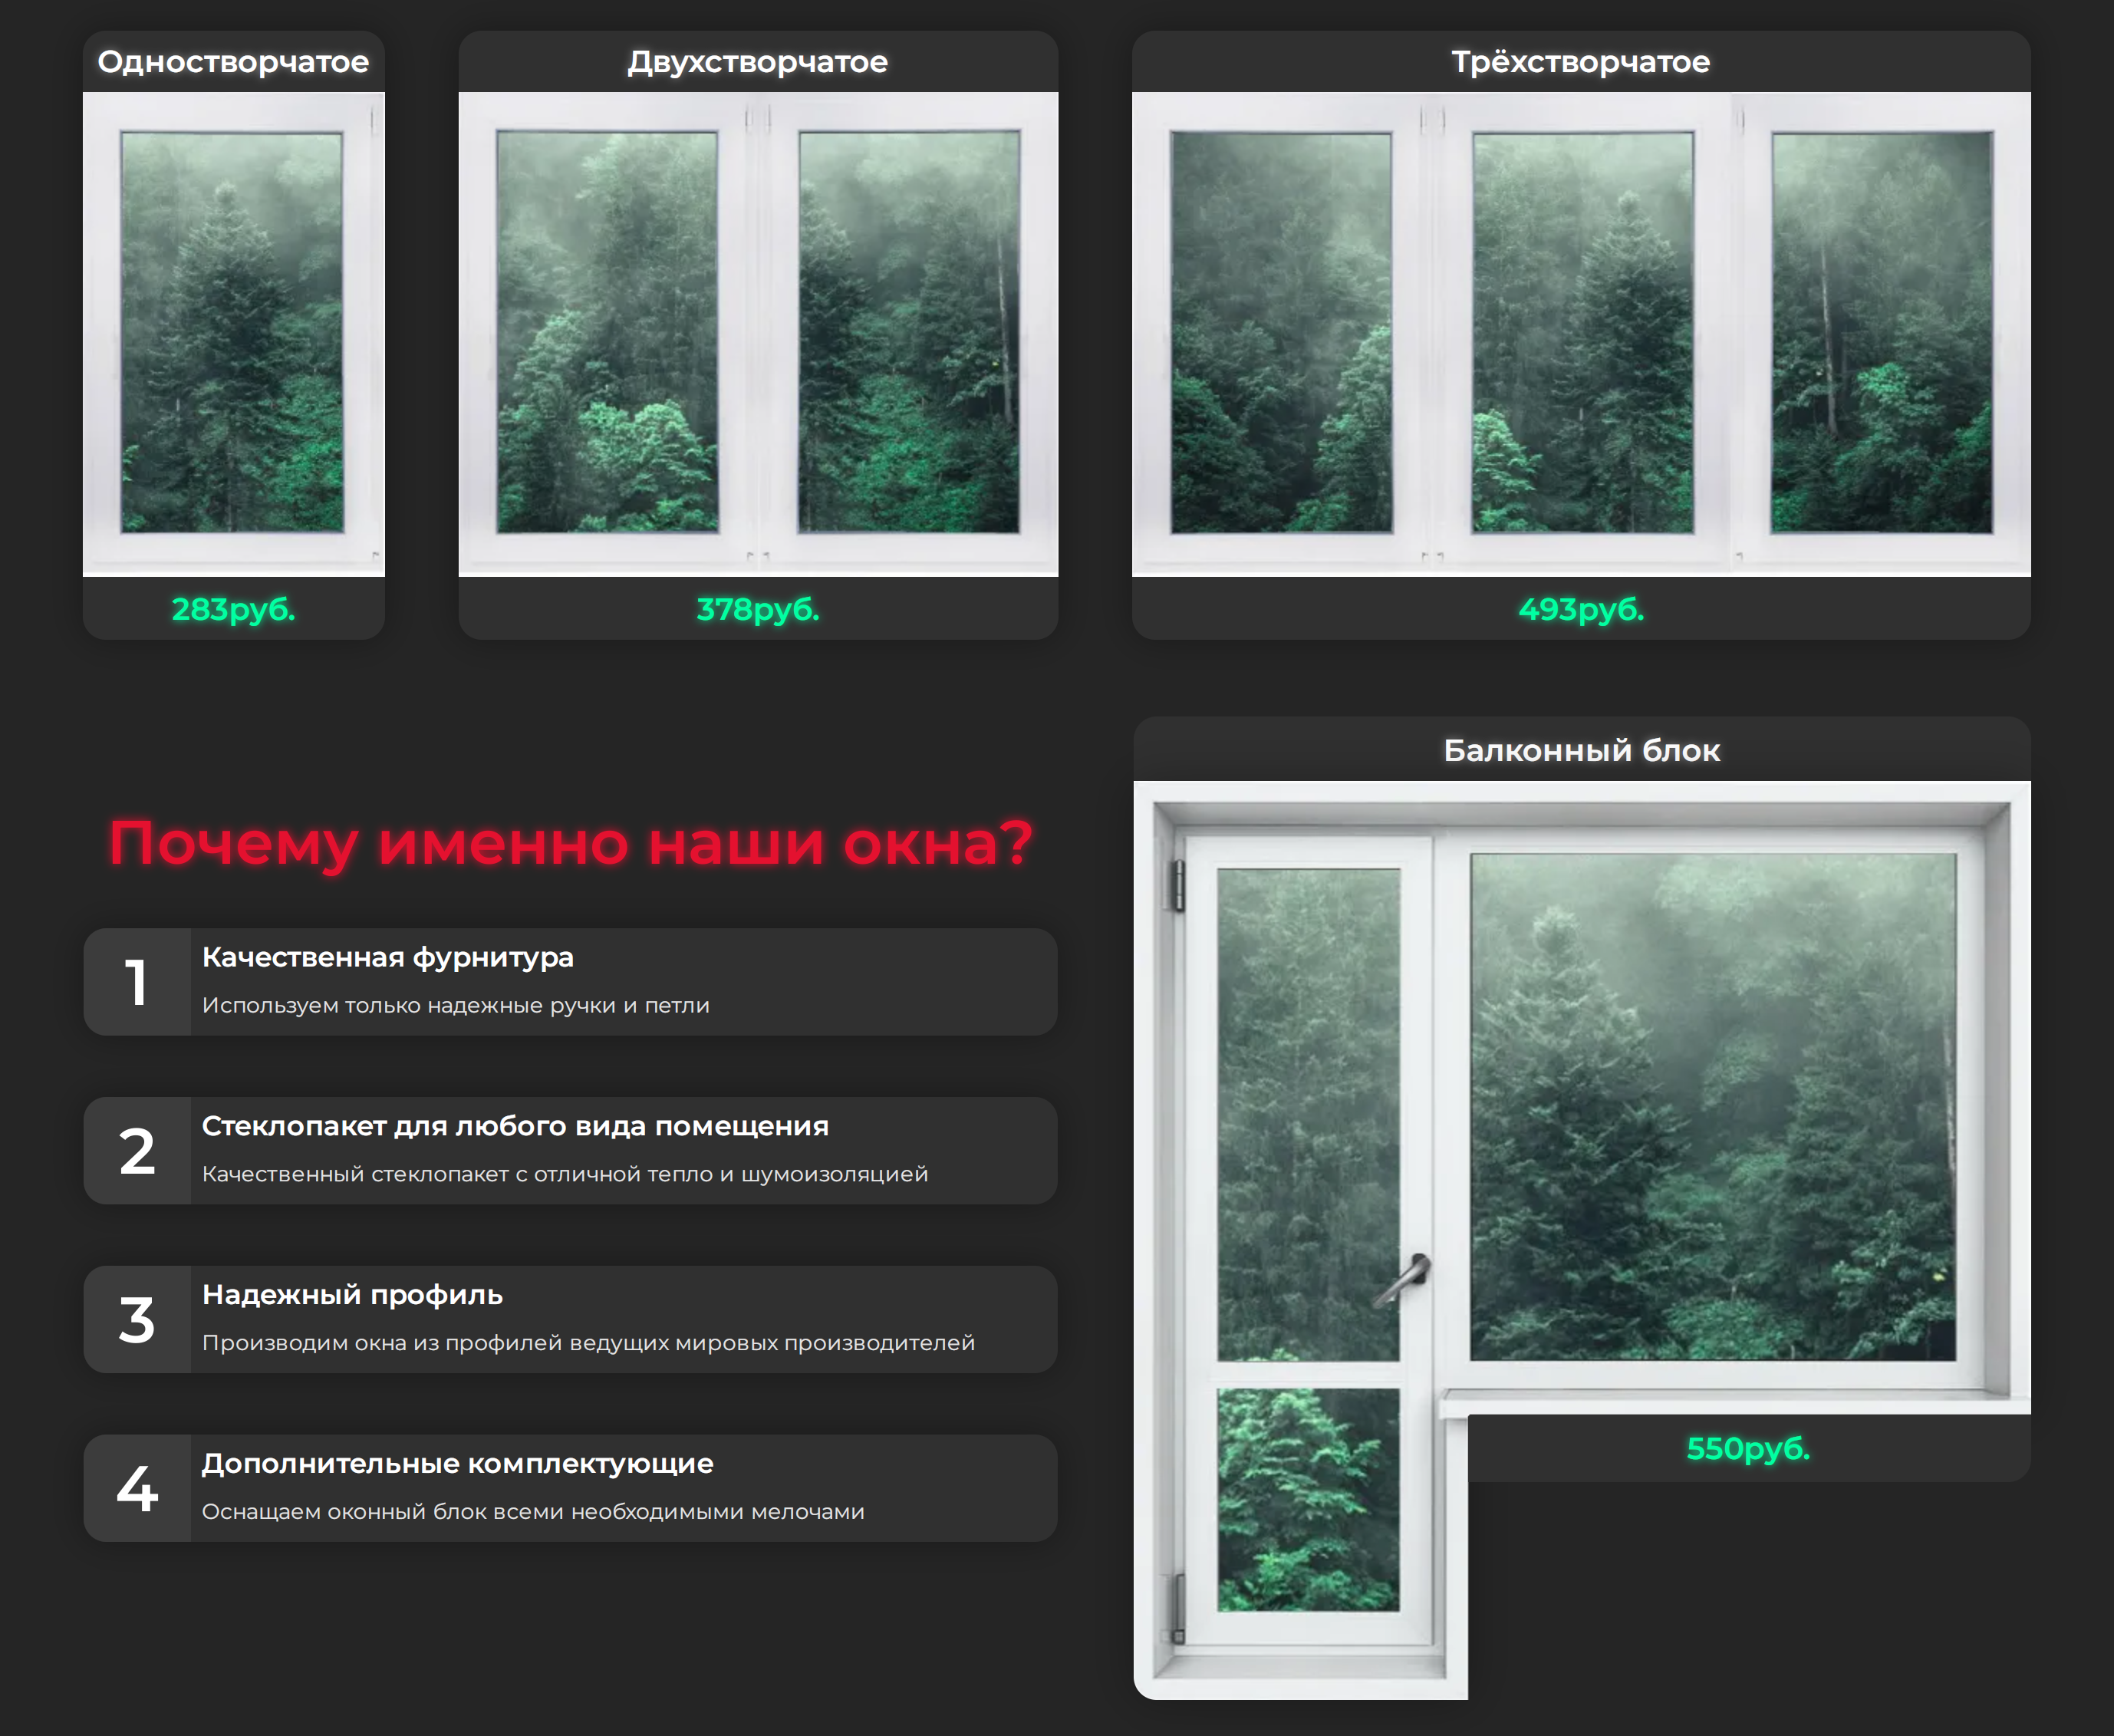 Одностворчатое
Двухстворчатое
Трёхстворчатое
283руб.
378руб.
493руб.
Почему именно наши окна?
1
Качественная фурнитура
Используем только надежные ручки и петли
2
Стеклопакет для любого вида помещения
Качественный стеклопакет с отличной тепло и шумоизоляцией
3
Надежный профиль
Производим окна из профилей ведущих мировых производителей
4
Дополнительные комплектующие
Оснащаем оконный блок всеми необходимыми мелочами
Балконный блок
550руб.